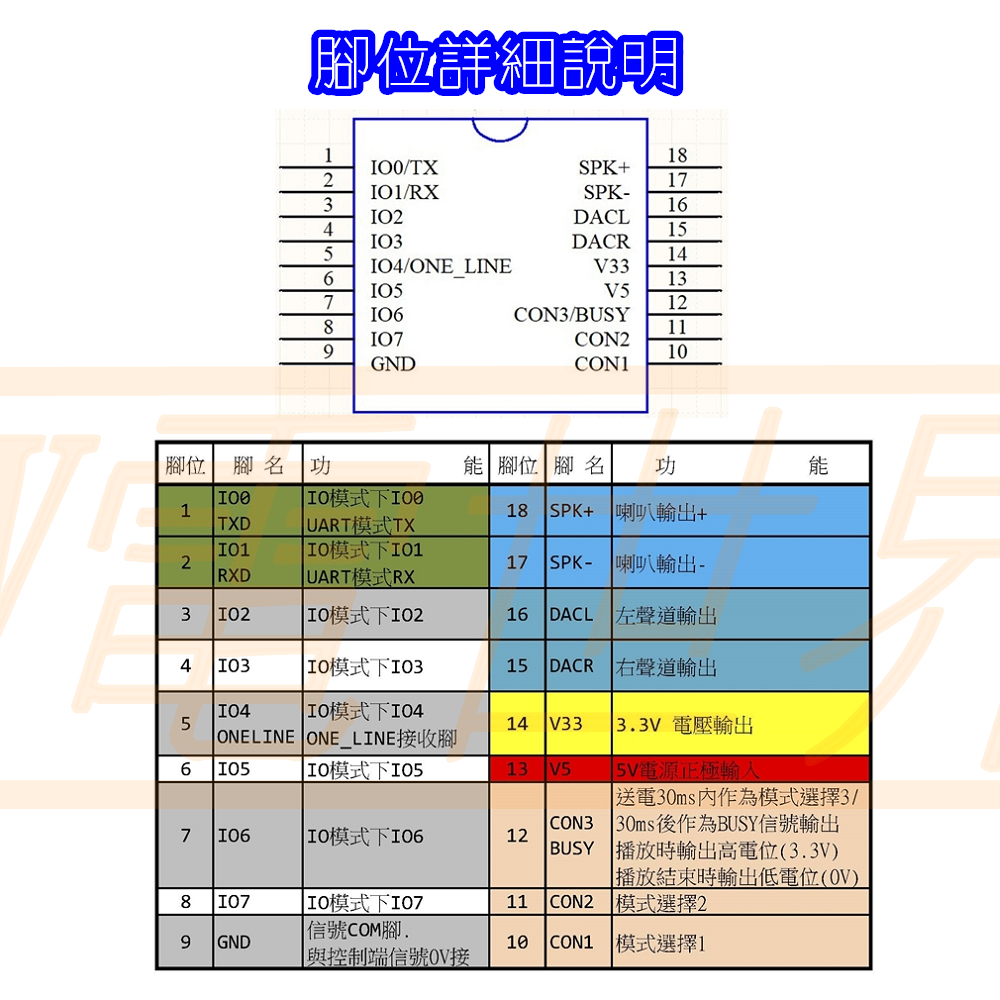 腳位詳細說明
1 IO0/TX SPK+ 18
2 IO1/RX SPK- 17
3 IO2 DACL 16
4 IO3 DACR 15
5 IO4/ONE_LINE V33 14
6 IO5 V5 13
7 IO6 CON3/BUSY 12
8 IO7 CON2 11
9 GND CON1 10
腳位 腳 名 功 能 腳位 腳 名 功 能
1 IO0 TXD IO模式下IO0 UART模式TX 18 SPK+ 喇叭輸出+
2 IO1 RXD IO模式下IO1 UART模式RX 17 SPK- 喇叭輸出-
3 IO2 IO模式下IO2 16 DACL 左聲道輸出
4 IO3 IO模式下IO3 15 DACR 右聲道輸出
5 IO4 ONELINE IO模式下IO4 ONE_LINE接收腳 14 V33 3.3V 電壓輸出
6 IO5 IO模式下IO5 13 V5 5V電源正極輸入
7 IO6 IO模式下IO6 12 CON3 BUSY 送電30ms內作為模式選擇3/
30ms後作為BUSY信號輸出
播放時輸出高電位(3.3V)
播放結束時輸出低電位(0V)
8 IO7 IO模式下IO7 11 CON2 模式選擇2
9 GND 信號COM腳. 與控制端信號0V接 10 CON1 模式選擇1